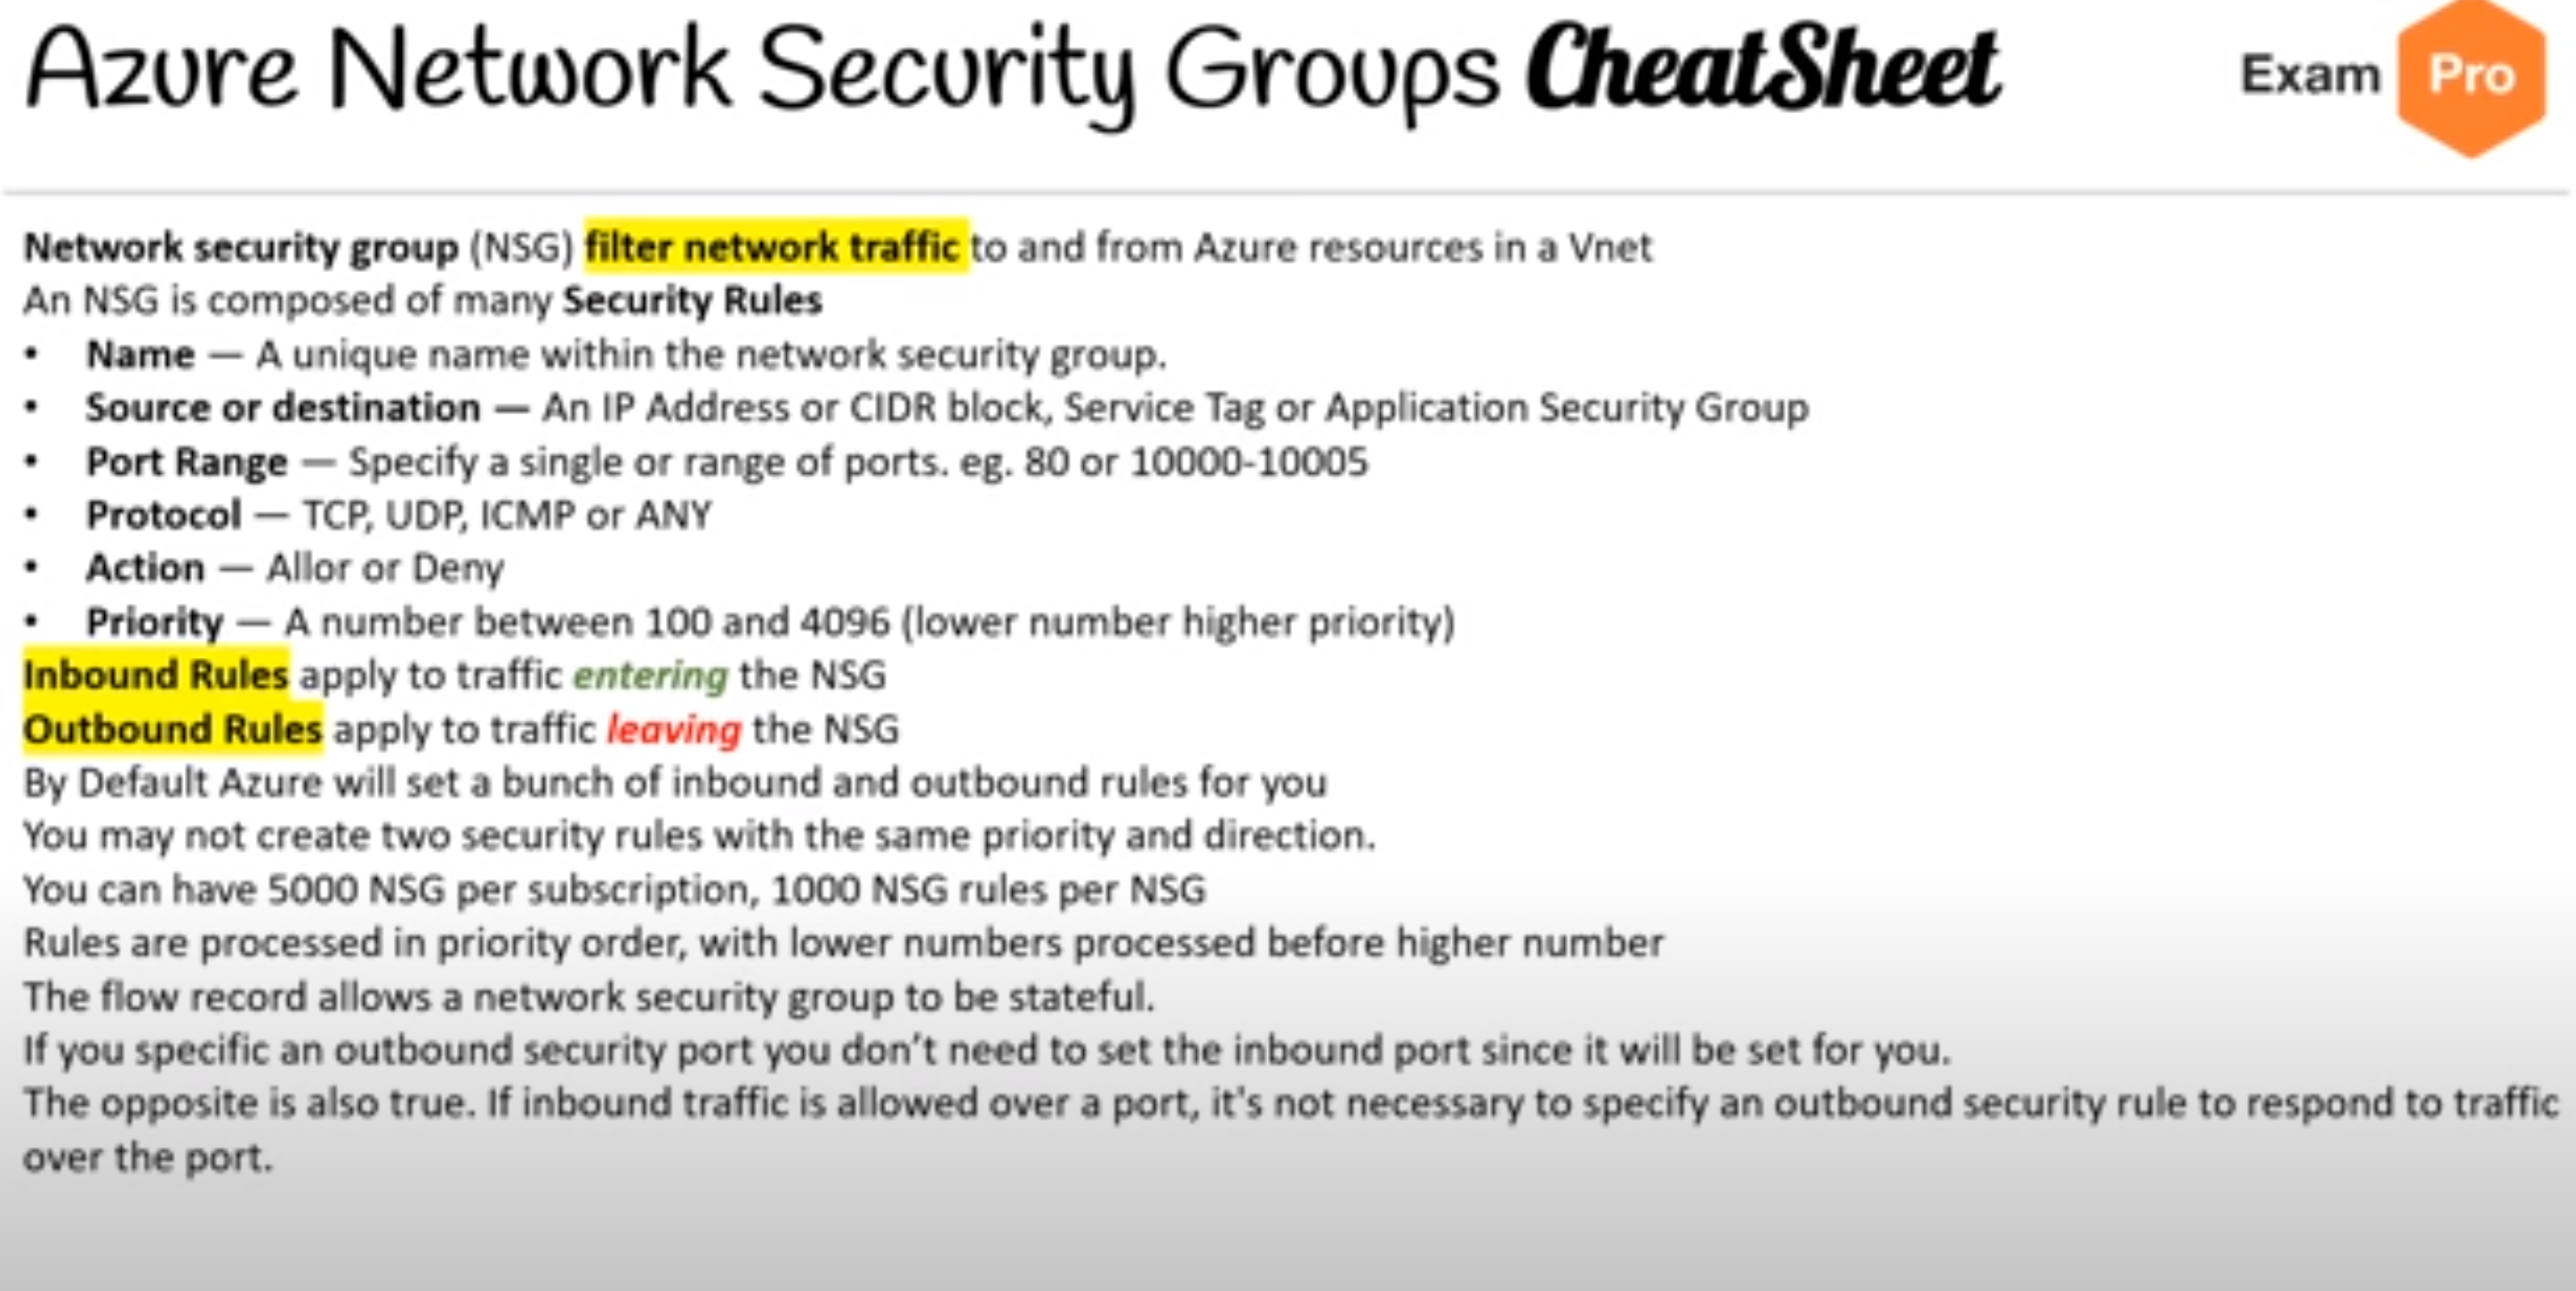 Azure Network Security Groups CheatSheet
Exam Pro
Network security group (NSG) filter network traffic to and from Azure resources in a Vnet
An NSG is composed of many Security Rules
• Name — A unique name within the network security group.
• Source or destination — An IP Address or CIDR block, Service Tag or Application Security Group
• Port Range — Specify a single or range of ports. eg. 80 or 10000-10005
• Protocol — TCP, UDP, ICMP or ANY
• Action — Allor or Deny
• Priority — A number between 100 and 4096 (lower number higher priority)
Inbound Rules apply to traffic entering the NSG
Outbound Rules apply to traffic leaving the NSG
By Default Azure will set a bunch of inbound and outbound rules for you
You may not create two security rules with the same priority and direction.
You can have 5000 NSG per subscription, 1000 NSG rules per NSG
Rules are processed in priority order, with lower numbers processed before higher number
The flow record allows a network security group to be stateful.
If you specific an outbound security port you don’t need to set the inbound port since it will be set for you.
The opposite is also true. If inbound traffic is allowed over a port, it's not necessary to specify an outbound security rule to respond to traffic
over the port.